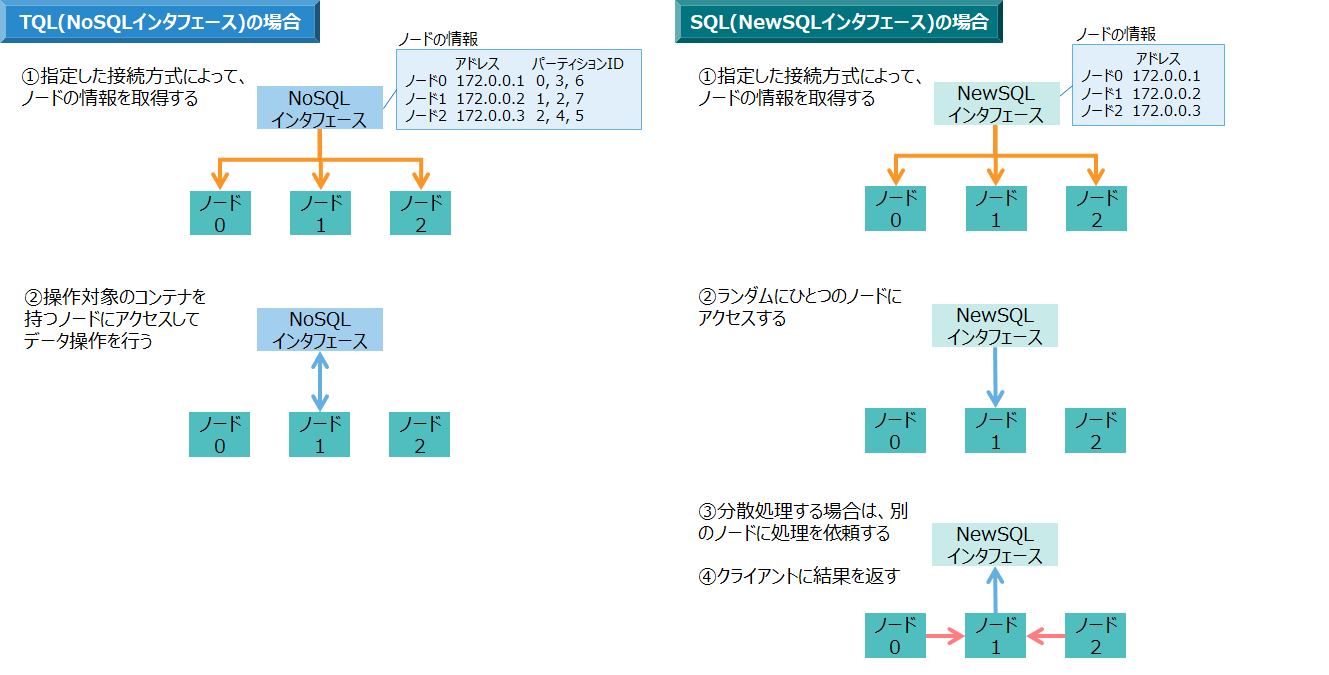 TQL(NoSQLインタフェース)の場合
ノードの情報
アドレス パーティションID
ノード0 172.0.0.1 0, 3, 6
ノード1 172.0.0.2 1, 2, 7
ノード2 172.0.0.3 2, 4, 5
①指定した接続方式によって、
ノードの情報を取得する
NoSQL
インタフェース
ノード
0
ノード
1
ノード
2
②操作対象のコンテナを
持つノードにアクセスして
データ操作を行う
NoSQL
インタフェース
ノード
0
ノード
1
ノード
2
SQL(NewSQLインタフェース)の場合
ノードの情報
アドレス
ノード0 172.0.0.1
ノード1 172.0.0.2
ノード2 172.0.0.3
①指定した接続方式によって、
ノードの情報を取得する
NewSQL
インタフェース
ノード
0
ノード
1
ノード
2
②ランダムにひとつのノードに
アクセスする
NewSQL
インタフェース
ノード
0
ノード
1
ノード
2
③分散処理する場合は、別
のノードに処理を依頼する
④クライアントに結果を返す
NewSQL
インタフェース
ノード
0
ノード
1
ノード
2